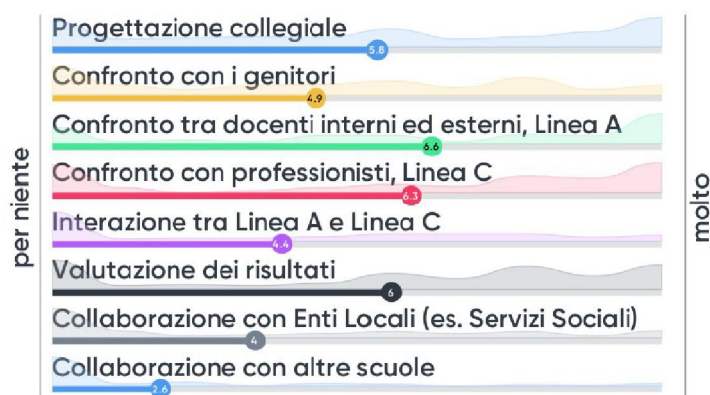 Progettazione collegiale
5.8
Confronto con i genitori
4.9
Confronto tra docenti interni ed esterni, Linea A
6.6
Confronto con professionisti, Linea C
6.3
Interazione tra Linea A e Linea C
4.4
Valutazione dei risultati
6
Collaborazione con Enti Locali (es. Servizi Sociali)
4
Collaborazione con altre scuole
2.6
per niente
molto